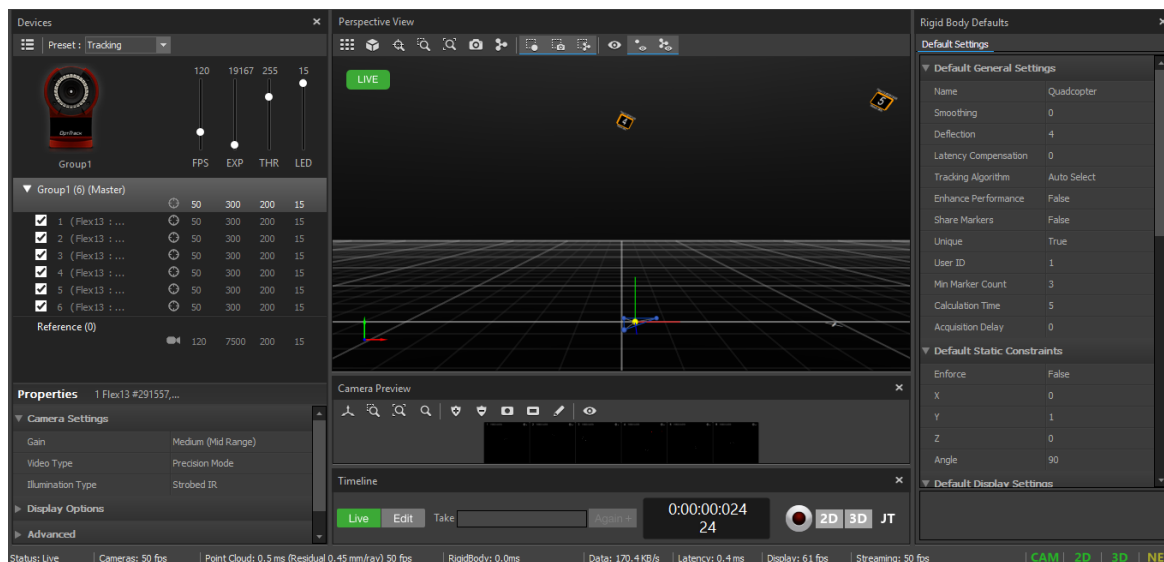 Devices
Preset : Tracking
120 19167 255 15
OptiTrack
Group1
FPS EXP THR LED
Group1 (6) (Master)
50 300 200 15
1 (Flex13 : ... 50 300 200 15
2 (Flex13 : ... 50 300 200 15
3 (Flex13 : ... 50 300 200 15
4 (Flex13 : ... 50 300 200 15
5 (Flex13 : ... 50 300 200 15
6 (Flex13 : ... 50 300 200 15
Reference (0)
120 7500 200 15
Properties 1 Flex13 #291557,...
Camera Settings
Gain Medium (Mid Range)
Video Type Precision Mode
Illumination Type Strobed IR
Display Options
Advanced
Perspective View
LIVE
4
5
Camera Preview
Timeline
Live Edit Take Again +
0:00:00:024
24
2D 3D JT
Rigid Body Defaults
Default Settings
Default General Settings
Name Quadcopter
Smoothing 0
Deflection 4
Latency Compensation 0
Tracking Algorithm Auto Select
Enhance Performance False
Share Markers False
Unique True
User ID 1
Min Marker Count 3
Calculation Time 5
Acquisition Delay 0
Default Static Constraints
Enforce False
X 0
Y 1
Z 0
Angle 90
Default Display Settings
Status: Live Cameras: 50 fps Point Cloud: 0.5 ms (Residual 0.45 mm/ray) 50 fps RigidBody: 0.0ms Data: 170.4 KB/s Latency: 0.4 ms Display: 61 fps Streaming: 50 fps CAM 2D 3D NE